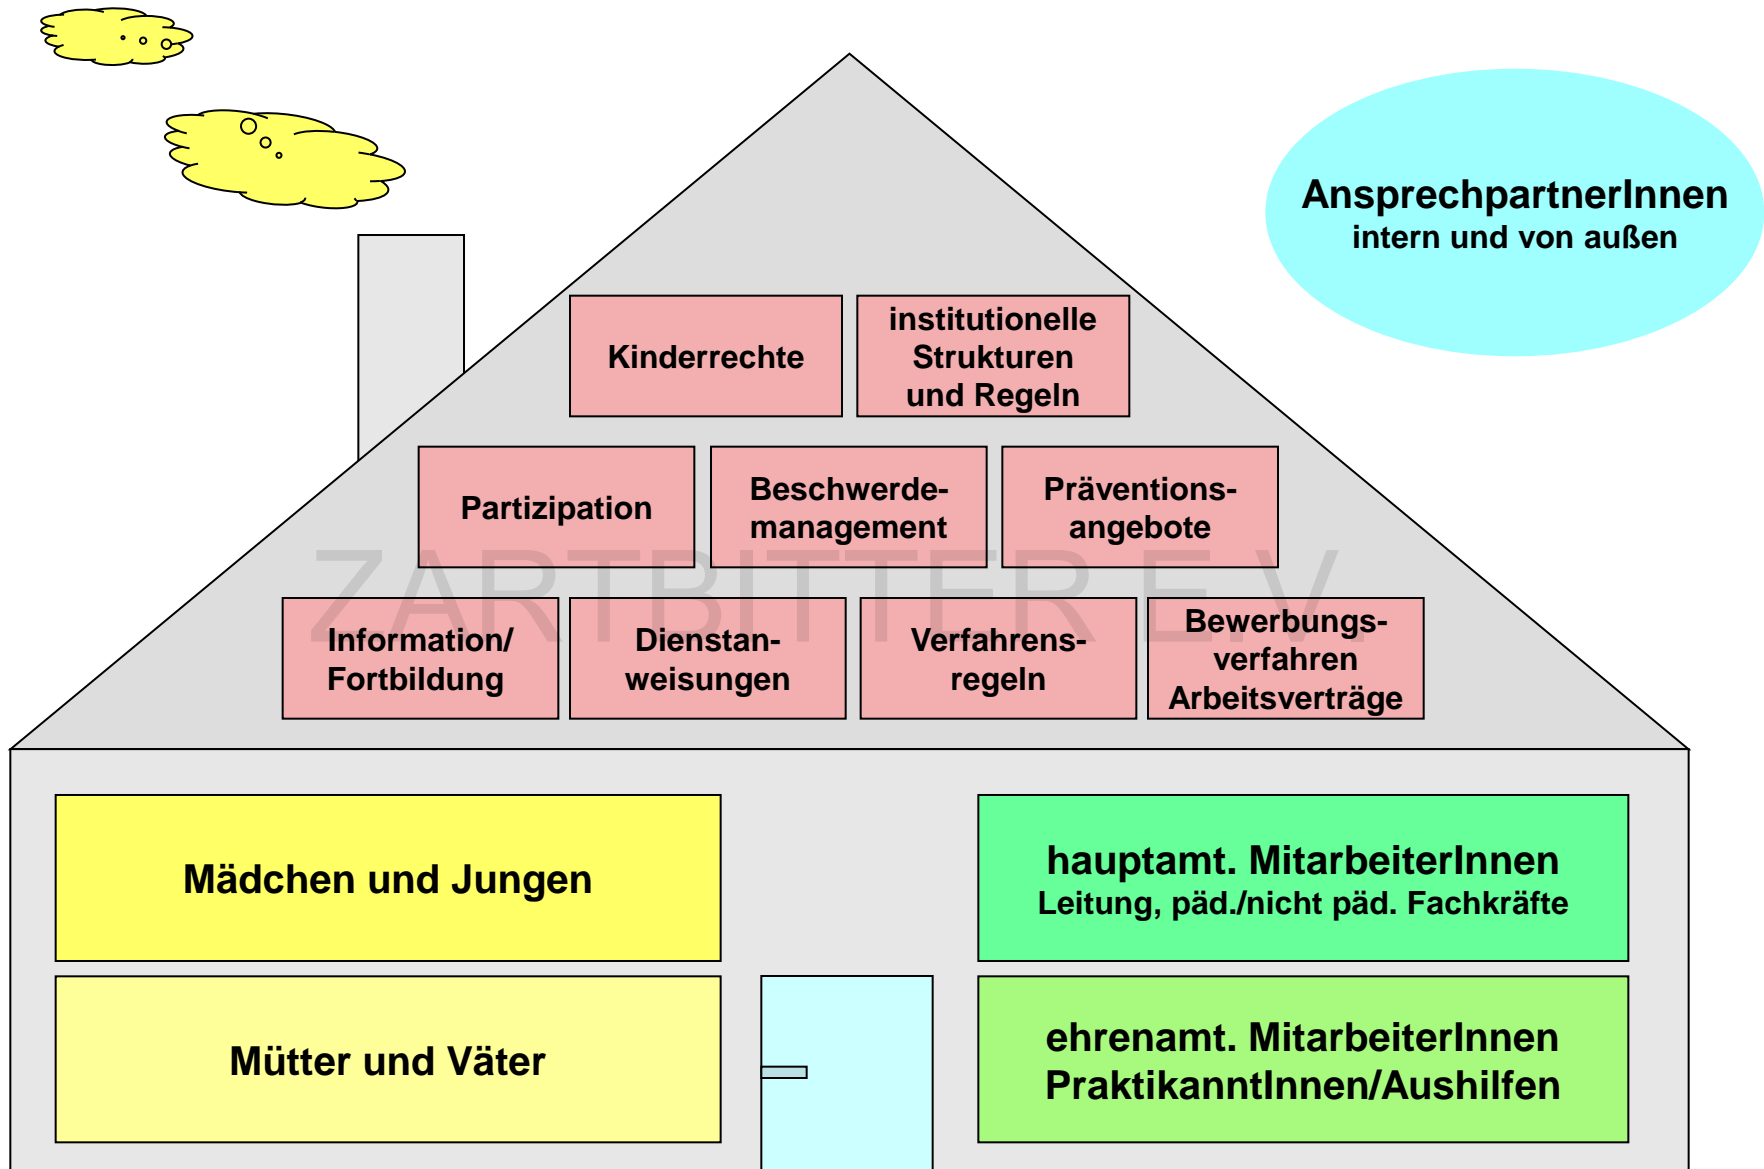 AnsprechpartnerInnen
intern und von außen
Kinderrechte
institutionelle
Strukturen
und Regeln
Partizipation
Beschwerde-
management
Präventions-
angebote
ZARTBITTER E.V.
Information/
Fortbildung
Dienstan-
weisungen
Verfahrens-
regeln
Bewerbungs-
verfahren
Arbeitsverträge
Mädchen und Jungen
hauptamt. MitarbeiterInnen
Leitung, päd./nicht päd. Fachkräfte
Mütter und Väter
ehrenamt. MitarbeiterInnen
PraktikanntInnen/Aushilfen